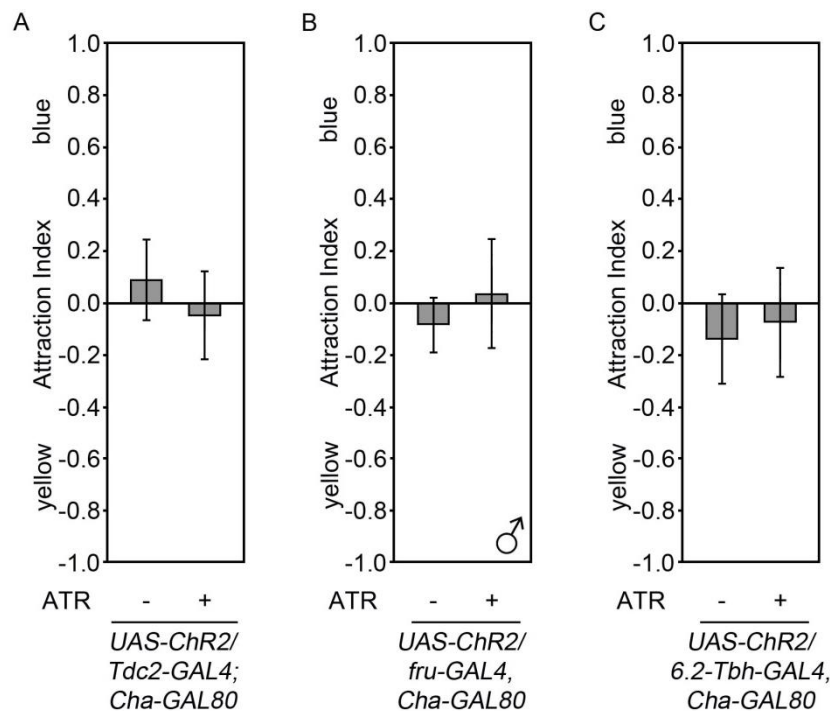 A
1.0
0.8
0.6
0.4
0.2
0.0
-0.2
-0.4
-0.6
-0.8
-1.0
blue
Attraction Index
yellow
ATR - +
UAS-ChR2/
Tdc2-GAL4;
Cha-GAL80
B
1.0
0.8
0.6
0.4
0.2
0.0
-0.2
-0.4
-0.6
-0.8
-1.0
blue
Attraction Index
yellow
♂
ATR - +
UAS-ChR2/
fru-GAL4,
Cha-GAL80
C
1.0
0.8
0.6
0.4
0.2
0.0
-0.2
-0.4
-0.6
-0.8
-1.0
blue
Attraction Index
yellow
ATR - +
UAS-ChR2/
6.2-Tbh-GAL4,
Cha-GAL80